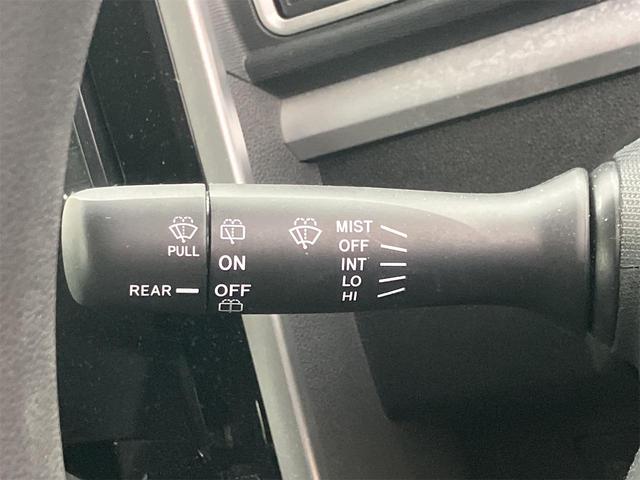 PULL
REAR
ON
OFF
MIST
OFF
INT
LO
HI